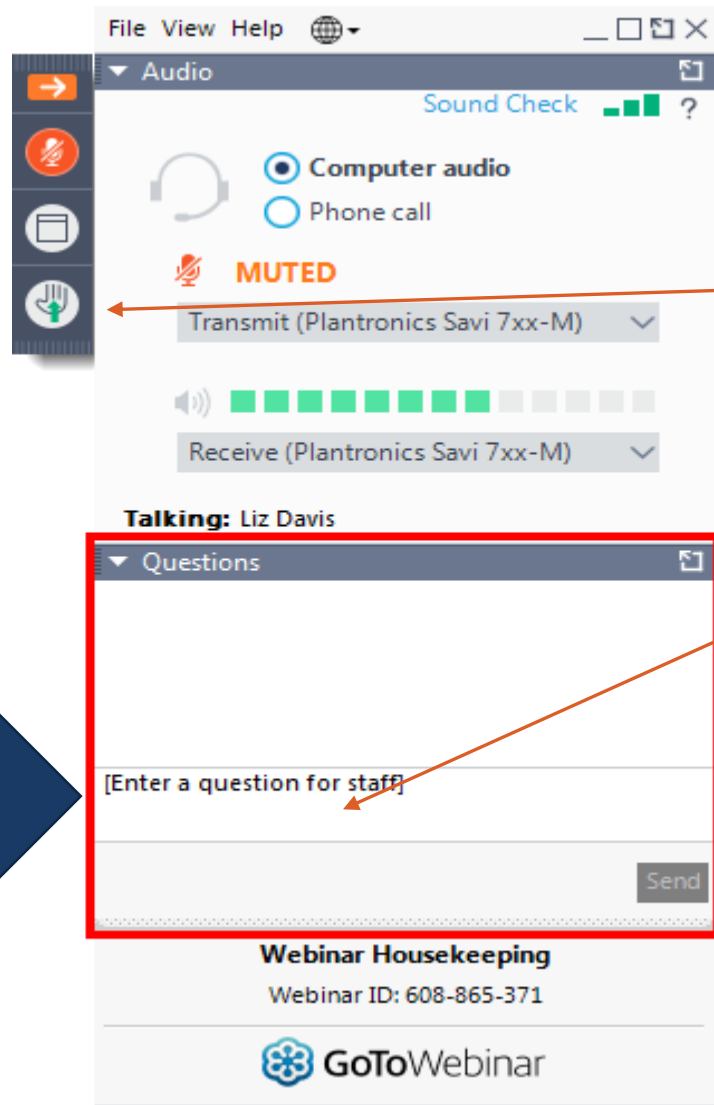 File View Help
Audio
Sound Check ?
Computer audio
Phone call
MUTED
Transmit (Plantronics Savi 7xx-M)
Receive (Plantronics Savi 7xx-M)
Talking: Liz Davis
Questions
[Enter a question for staff]
Send
Webinar Housekeeping
Webinar ID: 608-865-371
GoToWebinar